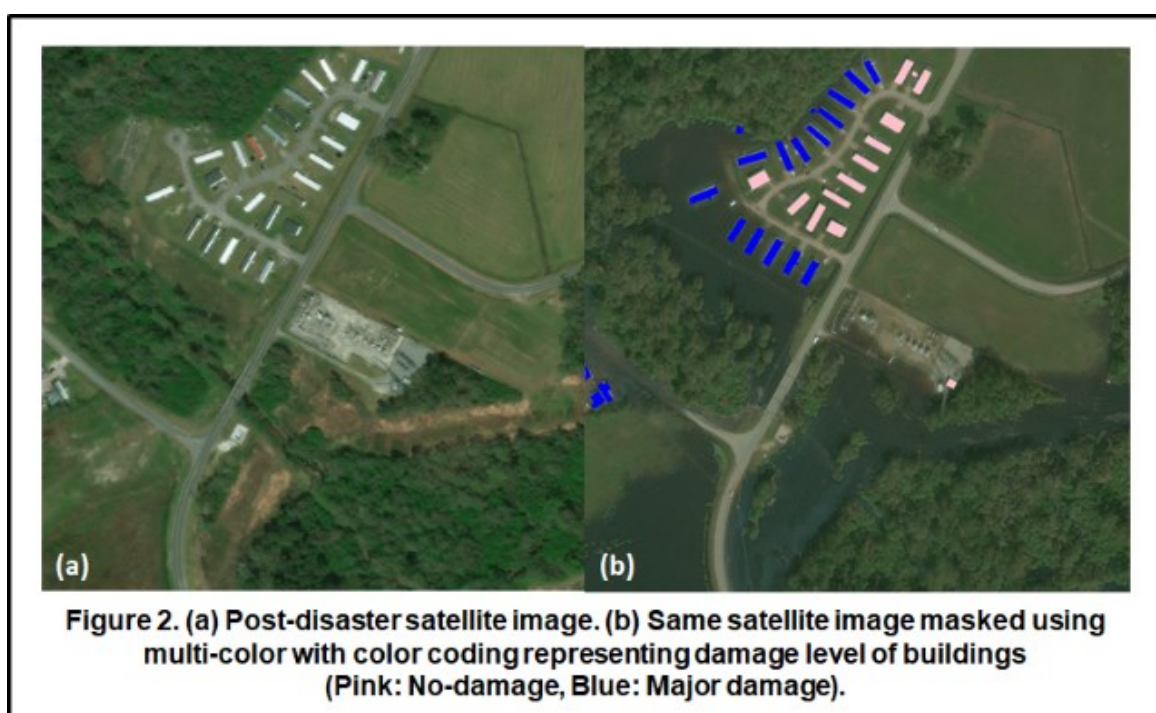 (a)
(b)
Figure 2. (a) Post-disaster satellite image. (b) Same satellite image masked using
multi-color with color coding representing damage level of buildings
(Pink: No-damage, Blue: Major damage).